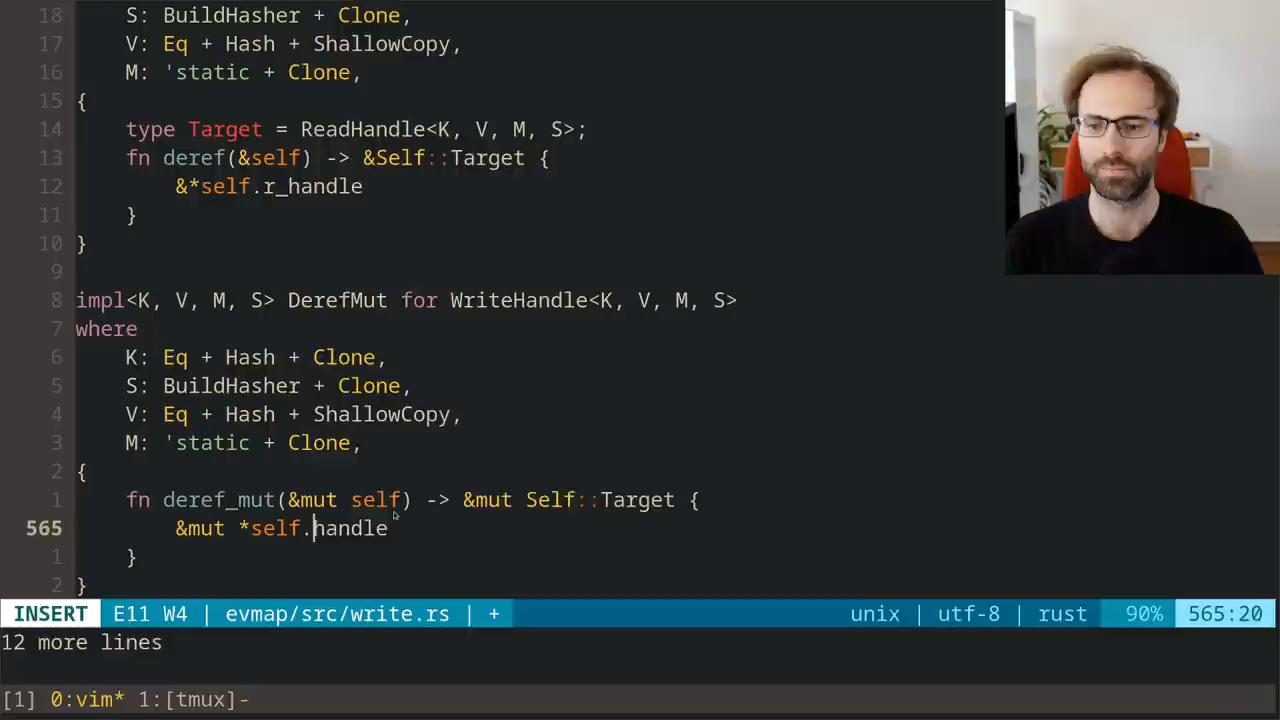 18 S: BuildHasher + Clone,
17 V: Eq + Hash + ShallowCopy,
16 M: 'static + Clone,
15 {
14 type Target = ReadHandle<K, V, M, S>;
13 fn deref(&self) -> &Self::Target {
12 &*self.r_handle
11 }
10 }
9
8 impl<K, V, M, S> DerefMut for WriteHandle<K, V, M, S>
7 where
6 K: Eq + Hash + Clone,
5 S: BuildHasher + Clone,
4 V: Eq + Hash + ShallowCopy,
3 M: 'static + Clone,
2 {
1 fn deref_mut(&mut self) -> &mut Self::Target {
565 &mut *self.handle
1 }
2 }
INSERT E11 W4 | evmap/src/write.rs | + unix | utf-8 | rust 90% 565:20
12 more lines
[1] 0:vim* 1:[tmux]-